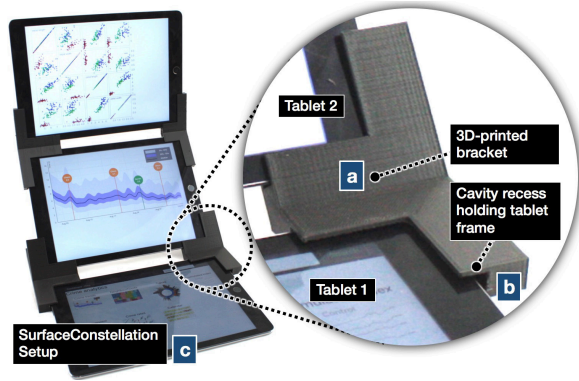 Tablet 2
3D-printed
bracket
a
Cavity recess
holding tablet
frame
Tablet 1
b
SurfaceConstellation
Setup
c